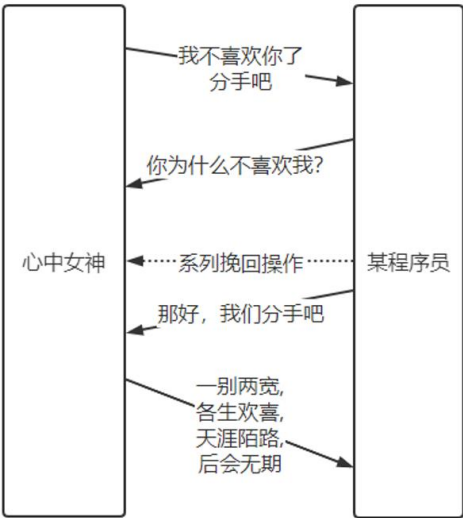 我不喜欢你了
分手吧
你为什么不喜欢我?
心中女神
系列挽回操作
某程序员
那好，我们分手吧
一别两宽,
各生欢喜,
天涯陌路,
后会无期